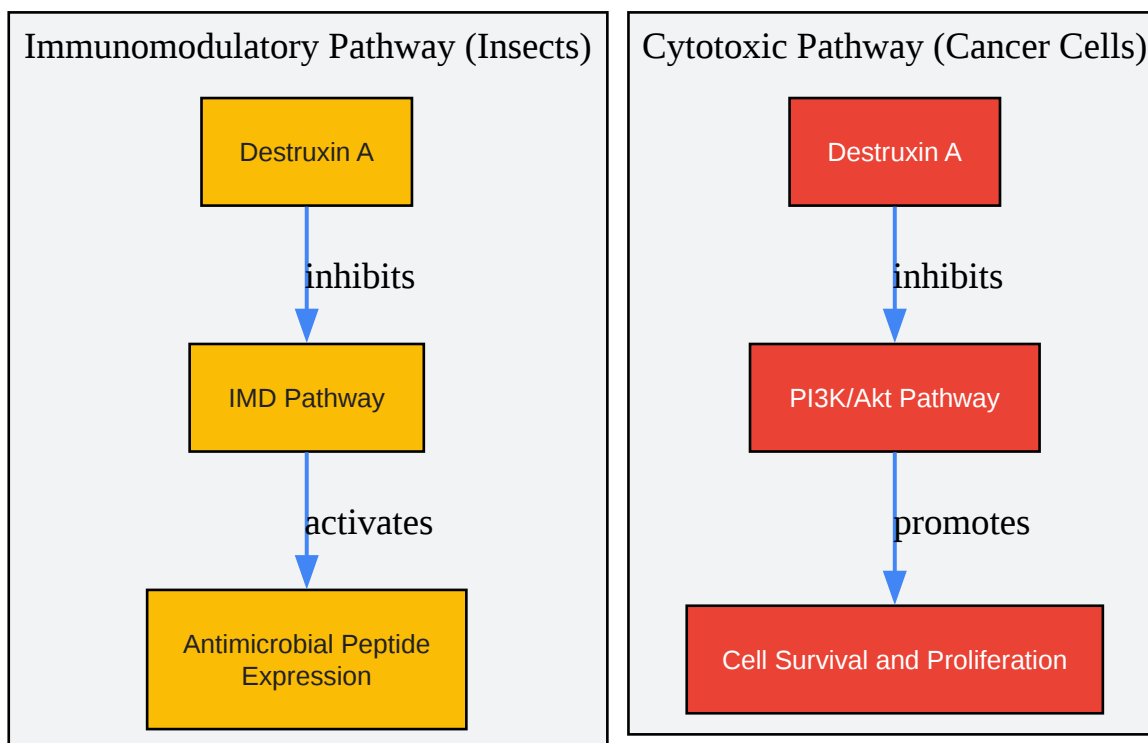 Immunomodulatory Pathway (Insects)
Destruxin A
inhibits
IMD Pathway
activates
Antimicrobial Peptide
Expression
Cytotoxic Pathway (Cancer Cells)
Destruxin A
inhibits
PI3K/Akt Pathway
promotes
Cell Survival and Proliferation